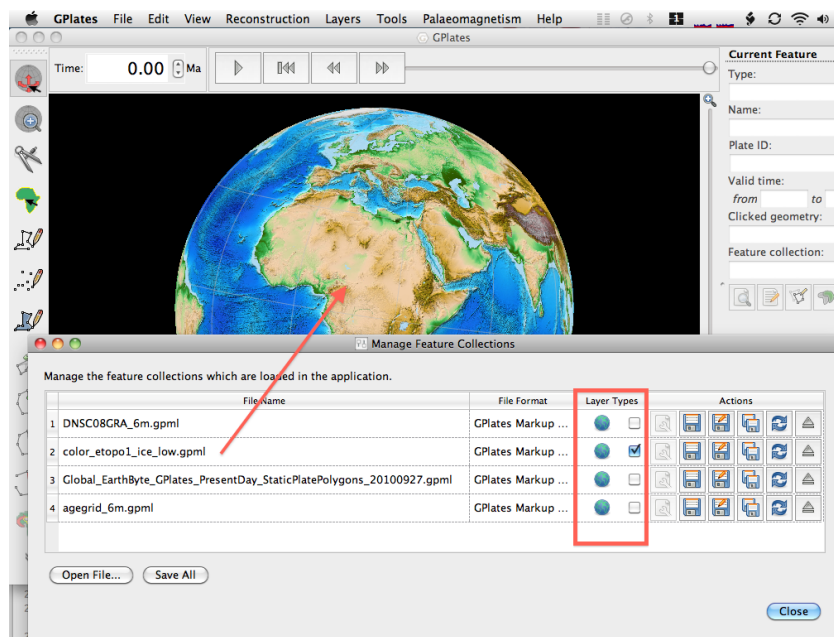 GPlates File Edit View Reconstruction Layers Tools Palaeomagnetism Help
GPlates
Time: 0.00 Ma
Current Feature
Type:
Name:
Plate ID:
Valid time:
from to
Clicked geometry:
Feature collection:
Manage Feature Collections
Manage the feature collections which are loaded in the application.
File Name File Format Layer Types Actions
1 DNSC08GRA_6m.gpml GPlates Markup ...
2 color_etopo1_ice_low.gpml GPlates Markup ...
3 Global_EarthByte_GPlates_PresentDay_StaticPlatePolygons_20100927.gpml GPlates Markup ...
4 agegrid_6m.gpml GPlates Markup ...
Open File... Save All
Close